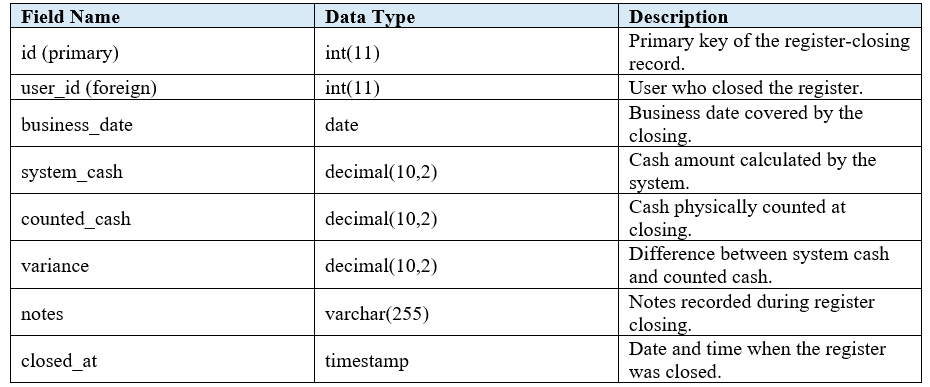 Field Name Data Type Description
id (primary) int(11) Primary key of the register-closing
record.
user_id (foreign) int(11) User who closed the register.
business_date date Business date covered by the
closing.
system_cash decimal(10,2) Cash amount calculated by the
system.
counted_cash decimal(10,2) Cash physically counted at
closing.
variance decimal(10,2) Difference between system cash
and counted cash.
notes varchar(255) Notes recorded during register
closing.
closed_at timestamp Date and time when the register
was closed.